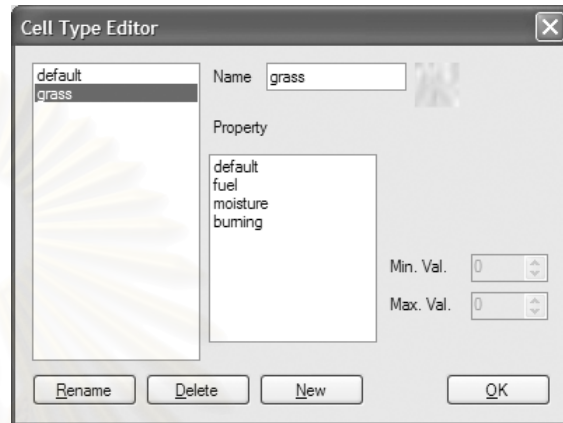 Cell Type Editor
default
grass
Name grass
Property
default
fuel
moisture
burning
Min. Val. 0
Max. Val. 0
Rename Delete New OK